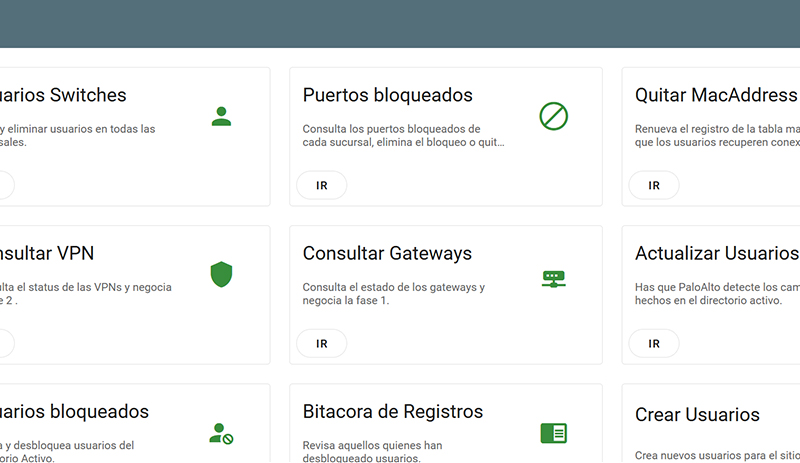 uarios Switches
y eliminar usuarios en todas las
sales.
Puertos bloqueados
Consulta los puertos bloqueados de
cada sucursal, elimina el bloqueo o quit...
IR
Quitar MacAddress
Renueva el registro de la tabla ma
que los usuarios recuperen conex
IR
nsultar VPN
ulta el status de las VPNs y negocia
e 2 .
Consultar Gateways
Consulta el estado de los gateways y
negocia la fase 1.
IR
Actualizar Usuarios
Has que PaloAlto detecte los cam
hechos en el directorio activo.
IR
uarios bloqueados
a y desbloquea usuarios del
torio Activo.
Bitacora de Registros
Revisa aquellos quienes han
desbloqueado usuarios.
Crear Usuarios
Crea nuevos usuarios para el sitio